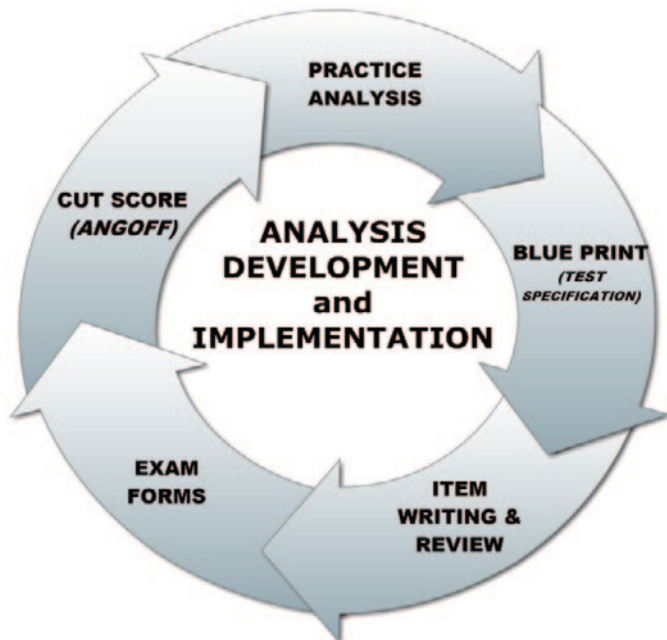 PRACTICE
ANALYSIS
BLUE PRINT
(TEST
SPECIFICATION)
ITEM
WRITING &
REVIEW
EXAM
FORMS
CUT SCORE
(ANGOFF)
ANALYSIS
DEVELOPMENT
and
IMPLEMENTATION